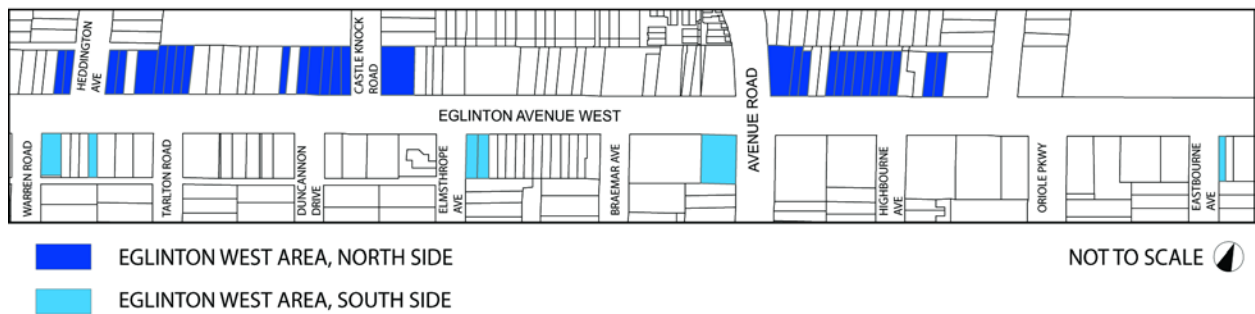 HEDDINGTON
AVE
CASTLE KNOCK
ROAD
EGLINTON AVENUE WEST
AVENUE ROAD
WARREN ROAD
TARLTON ROAD
DUNCANNON
DRIVE
ELMSTHROPE
AVE
BRAEMAR AVE
HIGHBOURNE
AVE
ORIOLE PKWY
EASTBOURNE
AVE
EGLINTON WEST AREA, NORTH SIDE
NOT TO SCALE
EGLINTON WEST AREA, SOUTH SIDE